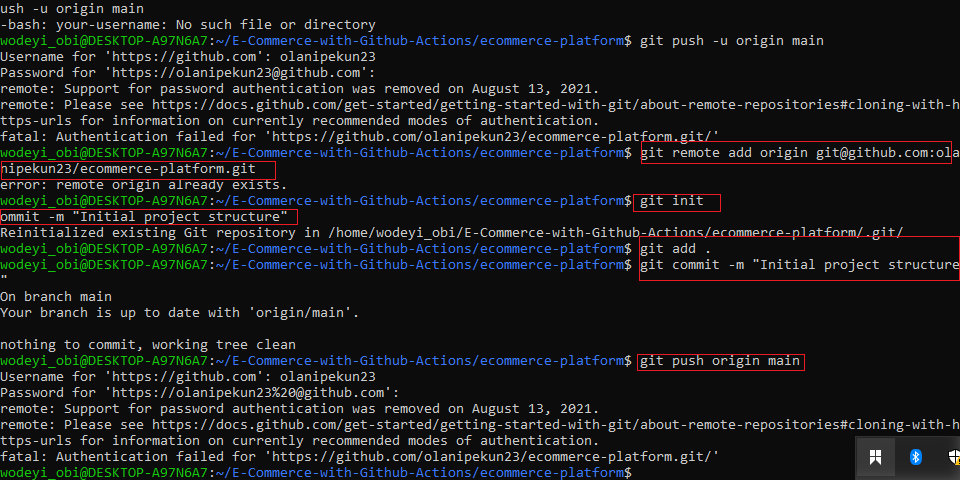 ush -u origin main
-bash: your-username: No such file or directory
wodeyi_obi@DESKTOP-A97N6A7:~/E-Commerce-with-Github-Actions/ecommerce-platform$ git push -u origin main
Username for 'https://github.com': olanipekun23
Password for 'https://olanipekun23@github.com':
remote: Support for password authentication was removed on August 13, 2021.
remote: Please see https://docs.github.com/get-started/getting-started-with-git/about-remote-repositories#cloning-with-h
ttps-urls for information on currently recommended modes of authentication.
fatal: Authentication failed for 'https://github.com/olanipekun23/ecommerce-platform.git/'
wodeyi_obi@DESKTOP-A97N6A7:~/E-Commerce-with-Github-Actions/ecommerce-platform$ git remote add origin git@github.com:ola
nipekun23/ecommerce-platform.git
error: remote origin already exists.
wodeyi_obi@DESKTOP-A97N6A7:~/E-Commerce-with-Github-Actions/ecommerce-platform$ git init
ommit -m "Initial project structure"
Reinitialized existing Git repository in /home/wodeyi_obi/E-Commerce-with-Github-Actions/ecommerce-platform/.git/
wodeyi_obi@DESKTOP-A97N6A7:~/E-Commerce-with-Github-Actions/ecommerce-platform$ git add .
wodeyi_obi@DESKTOP-A97N6A7:~/E-Commerce-with-Github-Actions/ecommerce-platform$ git commit -m "Initial project structure
"
On branch main
Your branch is up to date with 'origin/main'.
nothing to commit, working tree clean
wodeyi_obi@DESKTOP-A97N6A7:~/E-Commerce-with-Github-Actions/ecommerce-platform$ git push origin main
Username for 'https://github.com': olanipekun23
Password for 'https://olanipekun23%20@github.com':
remote: Support for password authentication was removed on August 13, 2021.
remote: Please see https://docs.github.com/get-started/getting-started-with-git/about-remote-repositories#cloning-with-h
ttps-urls for information on currently recommended modes of authentication.
fatal: Authentication failed for 'https://github.com/olanipekun23/ecommerce-platform.git/'
wodeyi_obi@DESKTOP-A97N6A7:~/E-Commerce-with-Github-Actions/ecommerce-platform$